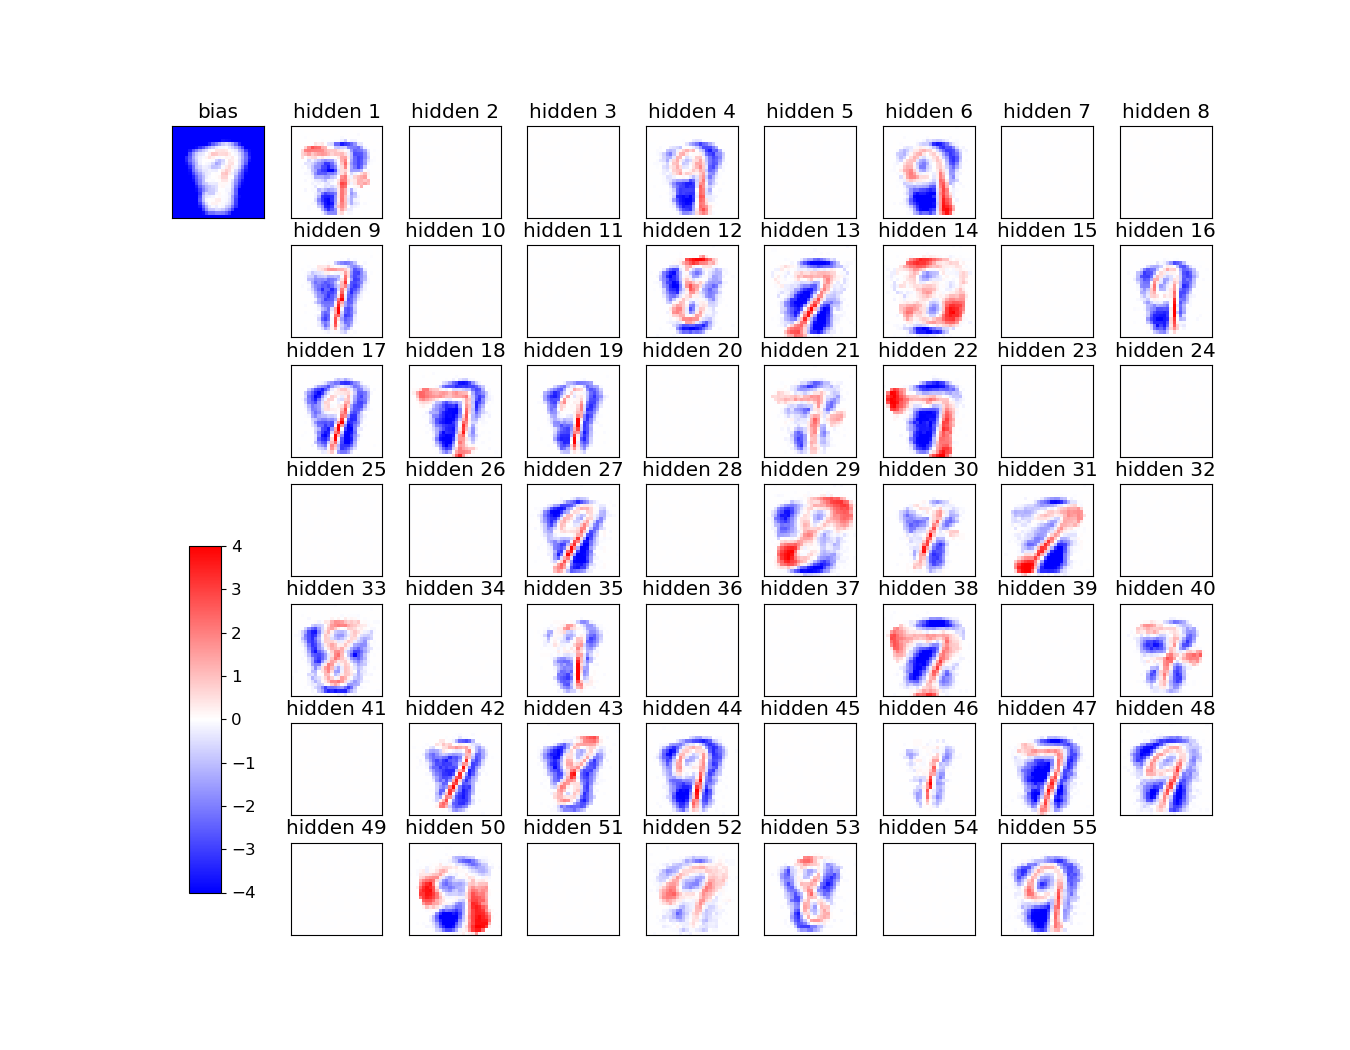 bias hidden 1 hidden 2 hidden 3 hidden 4 hidden 5 hidden 6 hidden 7 hidden 8
hidden 9 hidden 10 hidden 11 hidden 12 hidden 13 hidden 14 hidden 15 hidden 16
hidden 17 hidden 18 hidden 19 hidden 20 hidden 21 hidden 22 hidden 23 hidden 24
hidden 25 hidden 26 hidden 27 hidden 28 hidden 29 hidden 30 hidden 31 hidden 32
hidden 33 hidden 34 hidden 35 hidden 36 hidden 37 hidden 38 hidden 39 hidden 40
hidden 41 hidden 42 hidden 43 hidden 44 hidden 45 hidden 46 hidden 47 hidden 48
hidden 49 hidden 50 hidden 51 hidden 52 hidden 53 hidden 54 hidden 55
4
3
2
1
0
−1
−2
−3
−4